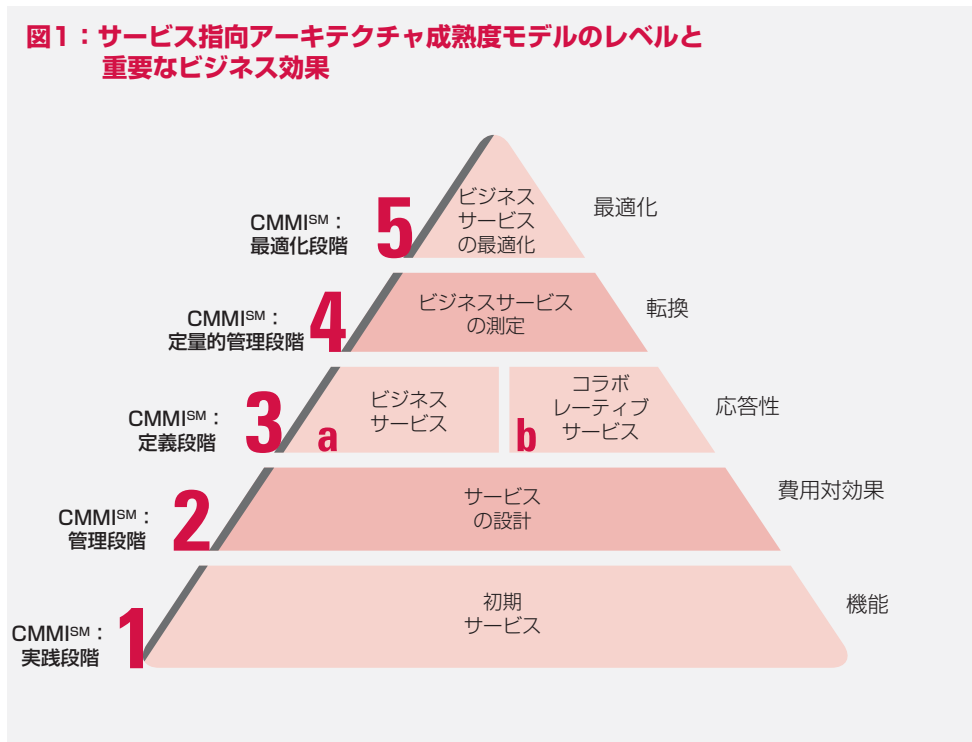 図1：サービス指向アーキテクチャ成熟度モデルのレベルと
重要なビジネス効果
CMMI℠：
最適化段階
5
ビジネス
サービス
の最適化
最適化
CMMI℠：
定量的管理段階
4
ビジネスサービス
の測定
転換
CMMI℠：
定義段階
3
a
ビジネス
サービス
b
コラボ
レーティブ
サービス
応答性
CMMI℠：
管理段階
2
サービス
の設計
費用対効果
CMMI℠：
実践段階
1
初期
サービス
機能